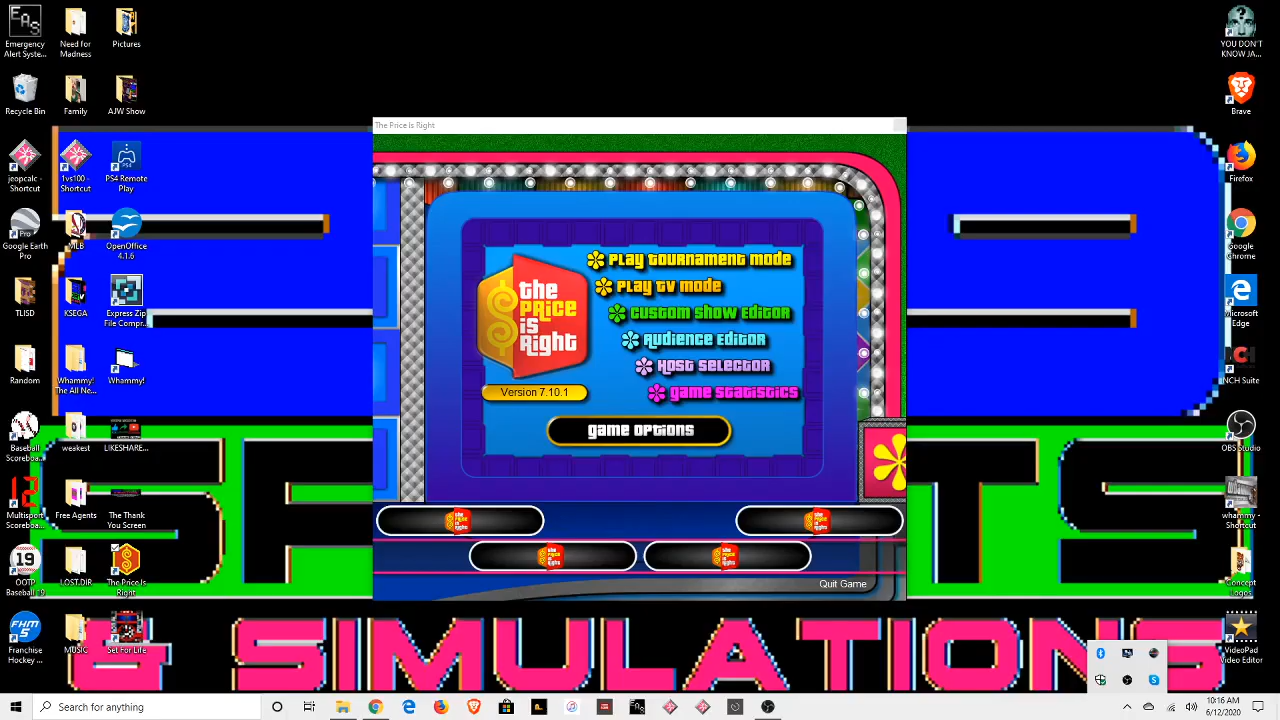 Emergency
Alert Syste...
Need for
Madness
Pictures
Recycle Bin
Family
AJW Show
jeopcalc -
Shortcut
1vs100 -
Shortcut
PS4 Remote
Play
Google Earth
Pro
MLB
OpenOffice
4.1.6
TLISD
KSEGA
Express Zip
File Compr...
Random
Whammy!
The All Ne...
Whammy!
Baseball
Scoreboa...
weakest
LIKESHARE...
Multisport
Scoreboa...
Free Agents
The Thank
You Screen
OOTP
Baseball 19
LOST.DIR
The Price is
Right
Franchise
Hockey ...
MUSIC
Set For Life
The Price is Right
Play tournament mode
Play TV mode
Custom Show Editor
Audience Editor
Host Selector
Game Statistics
the
PRiCe
is
Right
Version 7.10.1
game options
Quit Game
& SIMULATIONS
YOU DON'T
KNOW JA...
Brave
Firefox
Google
Chrome
Microsoft
Edge
NCH Suite
OBS Studio
whammy -
Shortcut
Concept
Logos
VideoPad
Video Editor
Search for anything
10:16 AM
6/12/2020